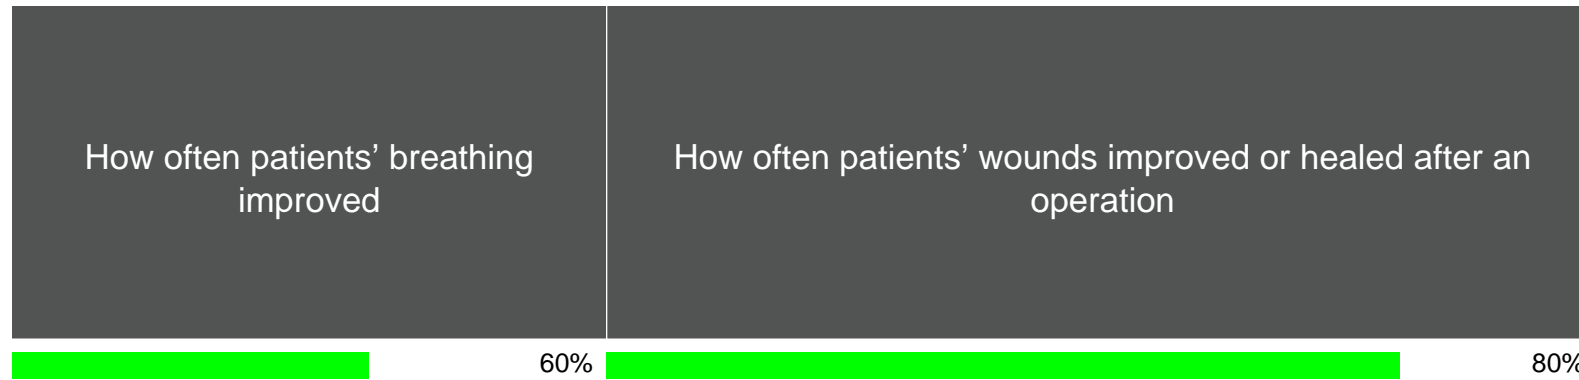 How often patients’ breathing
improved
How often patients’ wounds improved or healed after an
operation
60%
80%